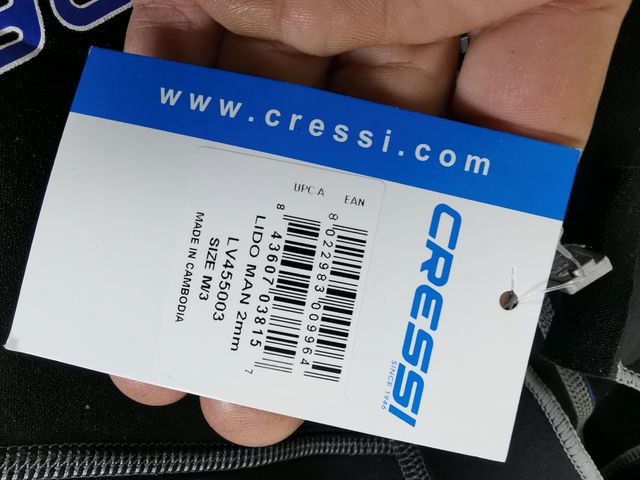 www.cressi.com
CRESSI
SINCE 1946
EAN
8 022983 009964
UPC A
8 43607 03815 7
LIDO MAN 2mm
LV455003
SIZE M/3
MADE IN CAMBODIA